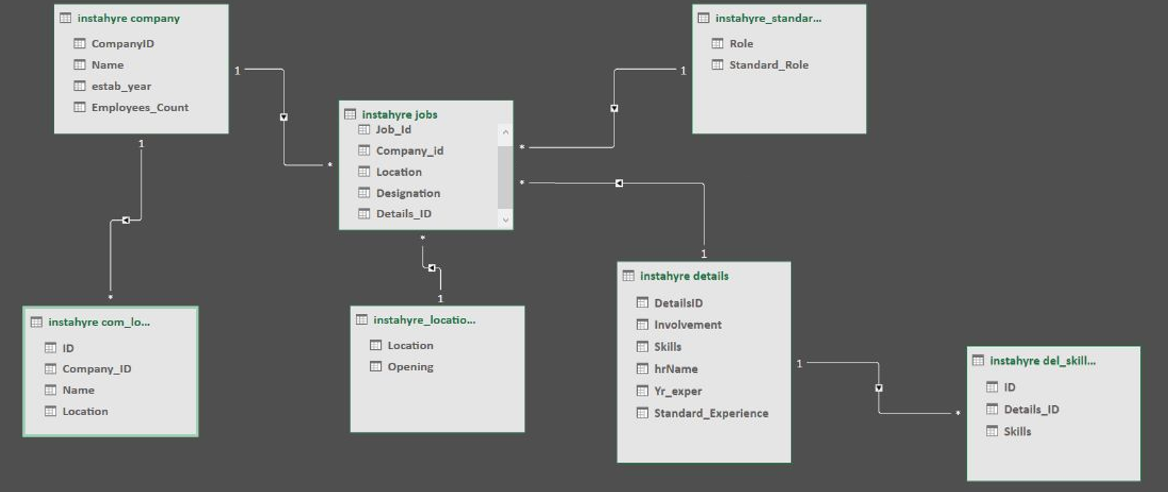 instahyre company
CompanyID
Name
estab_year
Employees_Count
1
1
*
instahyre_standar...
Role
Standard_Role
1
*
instahyre jobs
Job_Id
Company_id
Location
Designation
Details_ID
*
*
1
*
instahyre com_lo...
ID
Company_ID
Name
Location
1
instahyre_locatio...
Location
Opening
1
instahyre details
DetailsID
Involvement
Skills
hrName
Yr_exper
Standard_Experience
1
*
instahyre del_skill...
ID
Details_ID
Skills